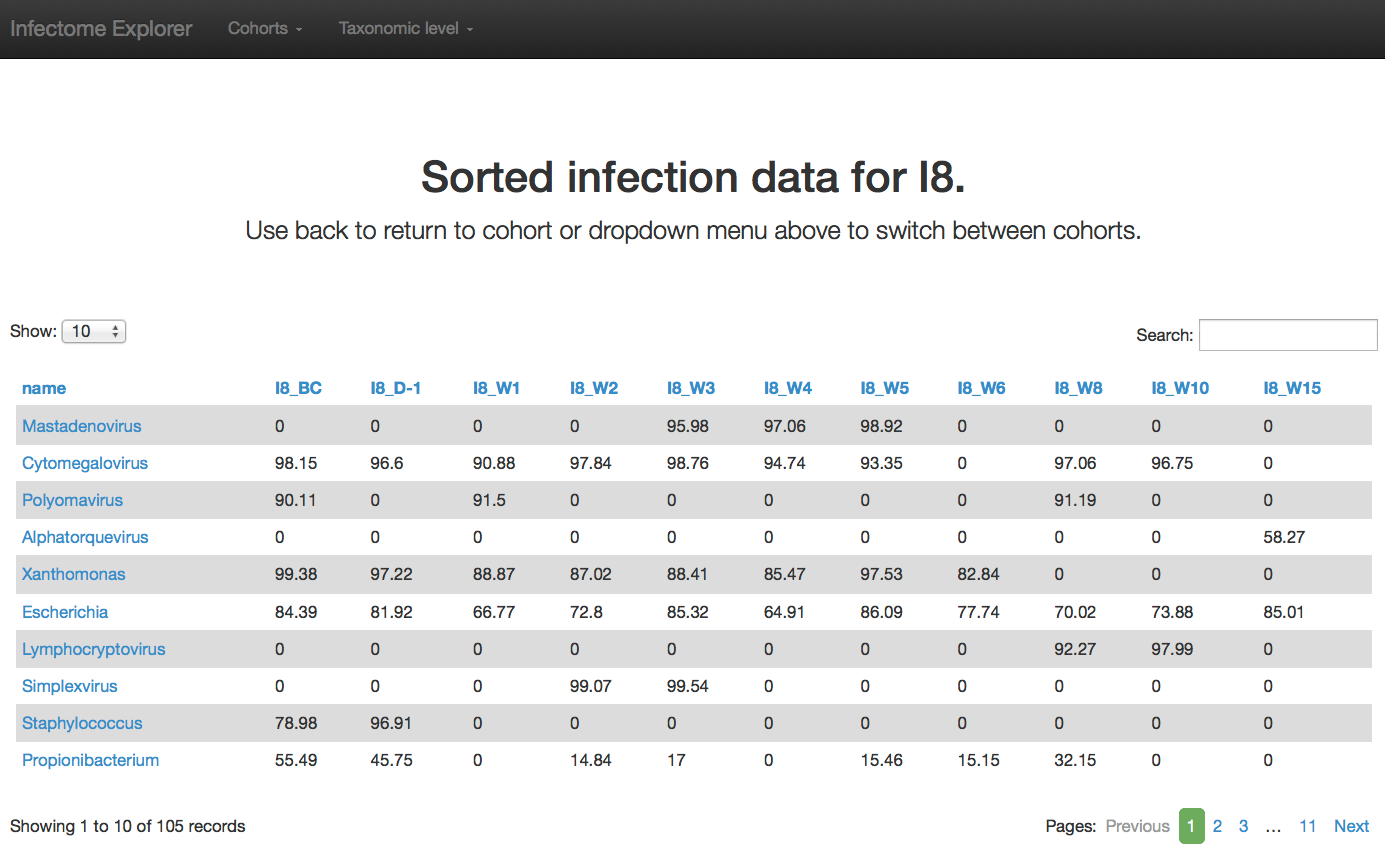 Infectome Explorer Cohorts Taxonomic level
Sorted infection data for I8.
Use back to return to cohort or dropdown menu above to switch between cohorts.
Show: 10 Search:
name I8_BC I8_D-1 I8_W1 I8_W2 I8_W3 I8_W4 I8_W5 I8_W6 I8_W8 I8_W10 I8_W15
Mastadenovirus 0 0 0 0 95.98 97.06 98.92 0 0 0 0
Cytomegalovirus 98.15 96.6 90.88 97.84 98.76 94.74 93.35 0 97.06 96.75 0
Polyomavirus 90.11 0 91.5 0 0 0 0 0 91.19 0 0
Alphatorquevirus 0 0 0 0 0 0 0 0 0 0 58.27
Xanthomonas 99.38 97.22 88.87 87.02 88.41 85.47 97.53 82.84 0 0 0
Escherichia 84.39 81.92 66.77 72.8 85.32 64.91 86.09 77.74 70.02 73.88 85.01
Lymphocryptovirus 0 0 0 0 0 0 0 0 92.27 97.99 0
Simplexvirus 0 0 0 99.07 99.54 0 0 0 0 0 0
Staphylococcus 78.98 96.91 0 0 0 0 0 0 0 0 0
Propionibacterium 55.49 45.75 0 14.84 17 0 15.46 15.15 32.15 0 0
Showing 1 to 10 of 105 records Pages: Previous 1 2 3 ... 11 Next